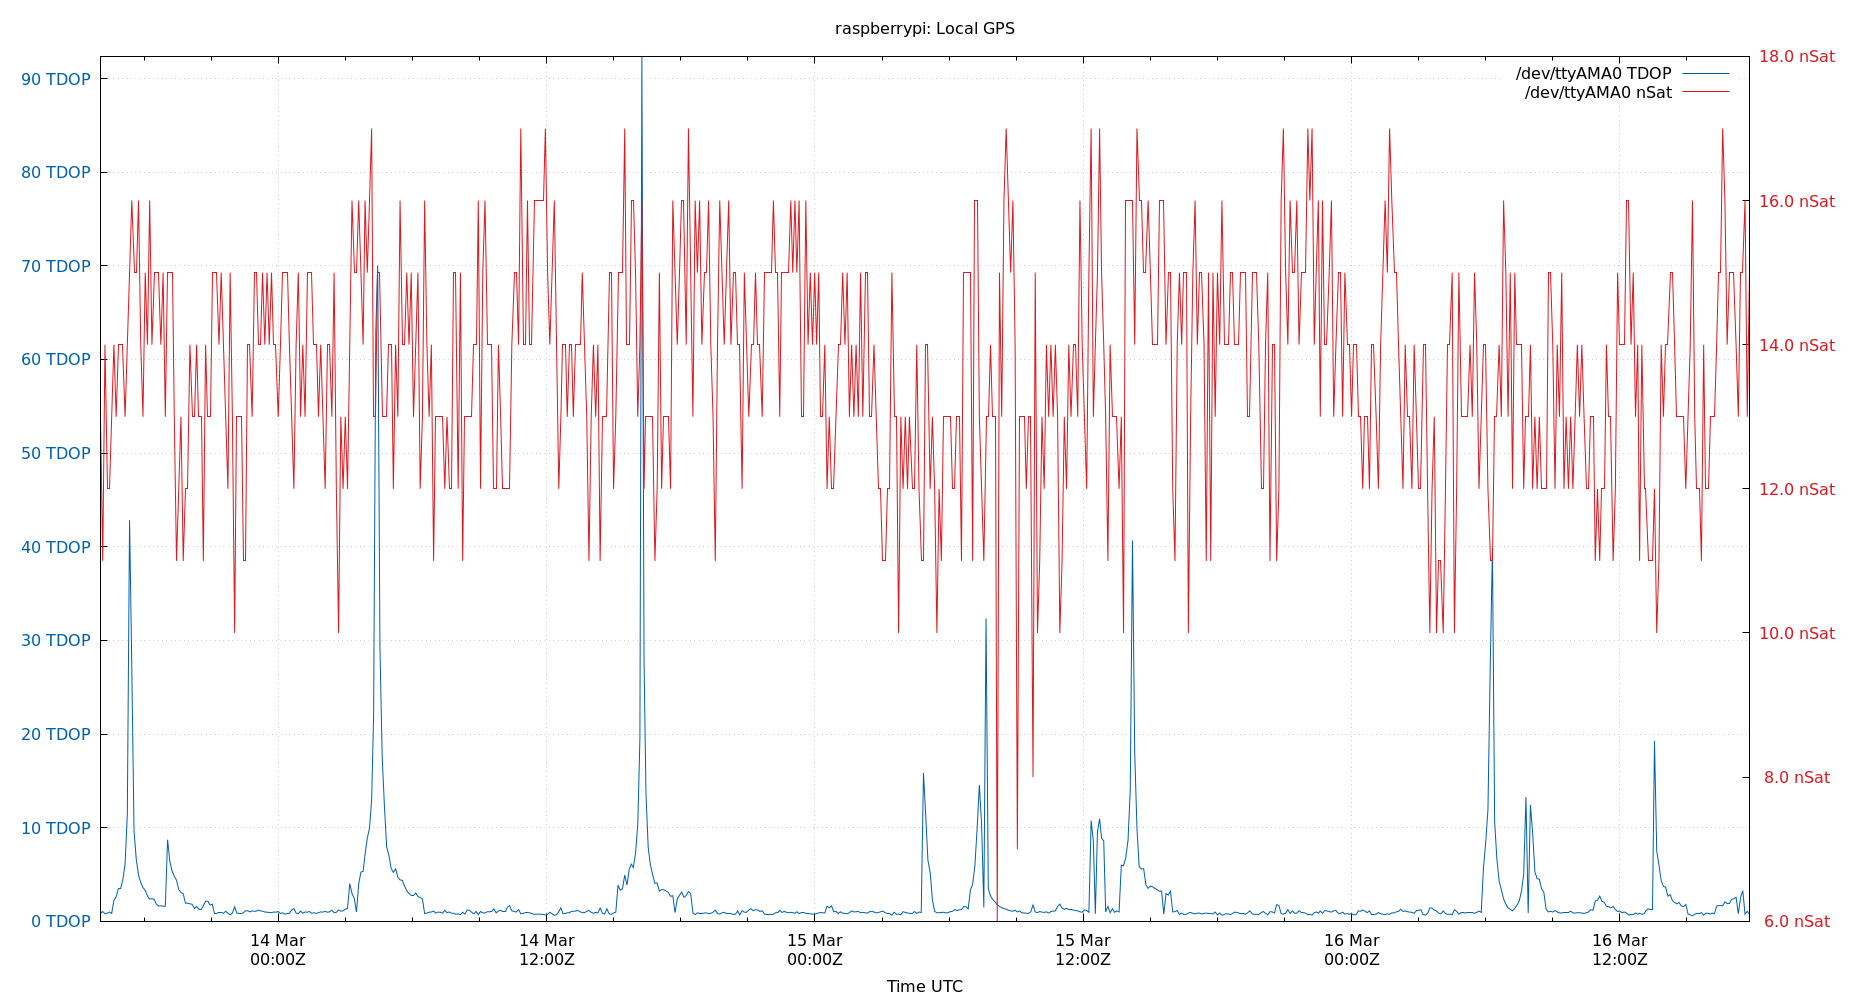 raspberrypi: Local GPS
/dev/ttyAMA0 TDOP
/dev/ttyAMA0 nSat
90 TDOP
80 TDOP
70 TDOP
60 TDOP
50 TDOP
40 TDOP
30 TDOP
20 TDOP
10 TDOP
0 TDOP
18.0 nSat
16.0 nSat
14.0 nSat
12.0 nSat
10.0 nSat
8.0 nSat
6.0 nSat
14 Mar
00:00Z
14 Mar
12:00Z
15 Mar
00:00Z
15 Mar
12:00Z
16 Mar
00:00Z
16 Mar
12:00Z
Time UTC